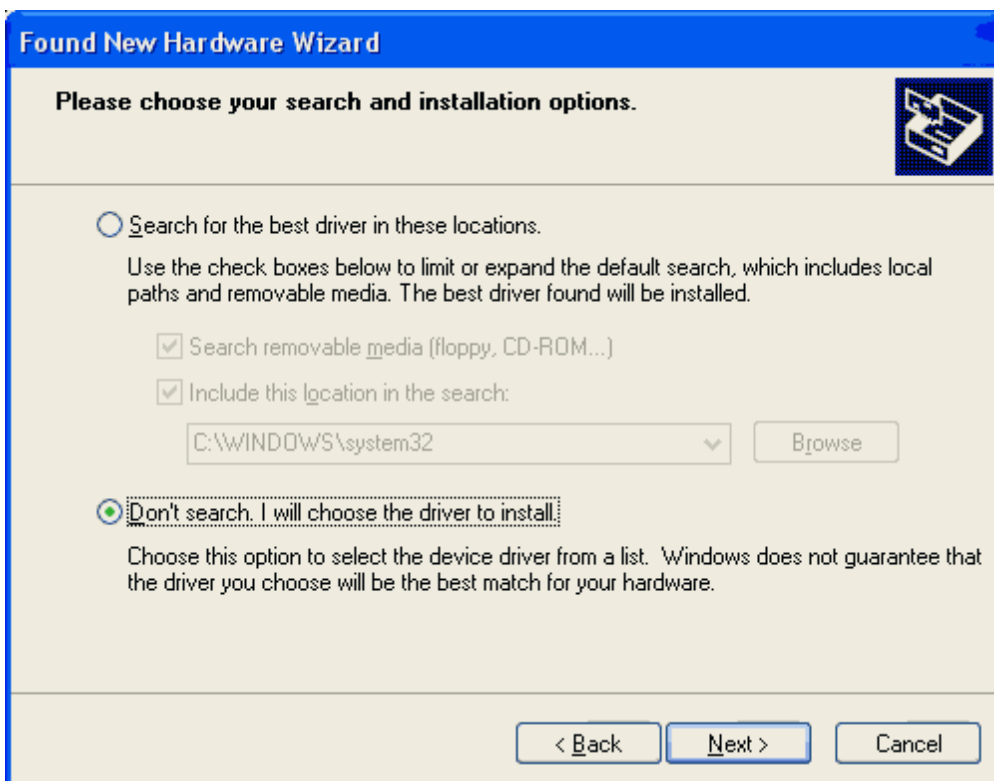 Found New Hardware Wizard
Please choose your search and installation options.
Search for the best driver in these locations.
Use the check boxes below to limit or expand the default search, which includes local
paths and removable media. The best driver found will be installed.
Search removable media (floppy, CD-ROM...)
Include this location in the search:
C:\WINDOWS\system32
Browse
Don't search. I will choose the driver to install.
Choose this option to select the device driver from a list. Windows does not guarantee that
the driver you choose will be the best match for your hardware.
< Back
Next >
Cancel